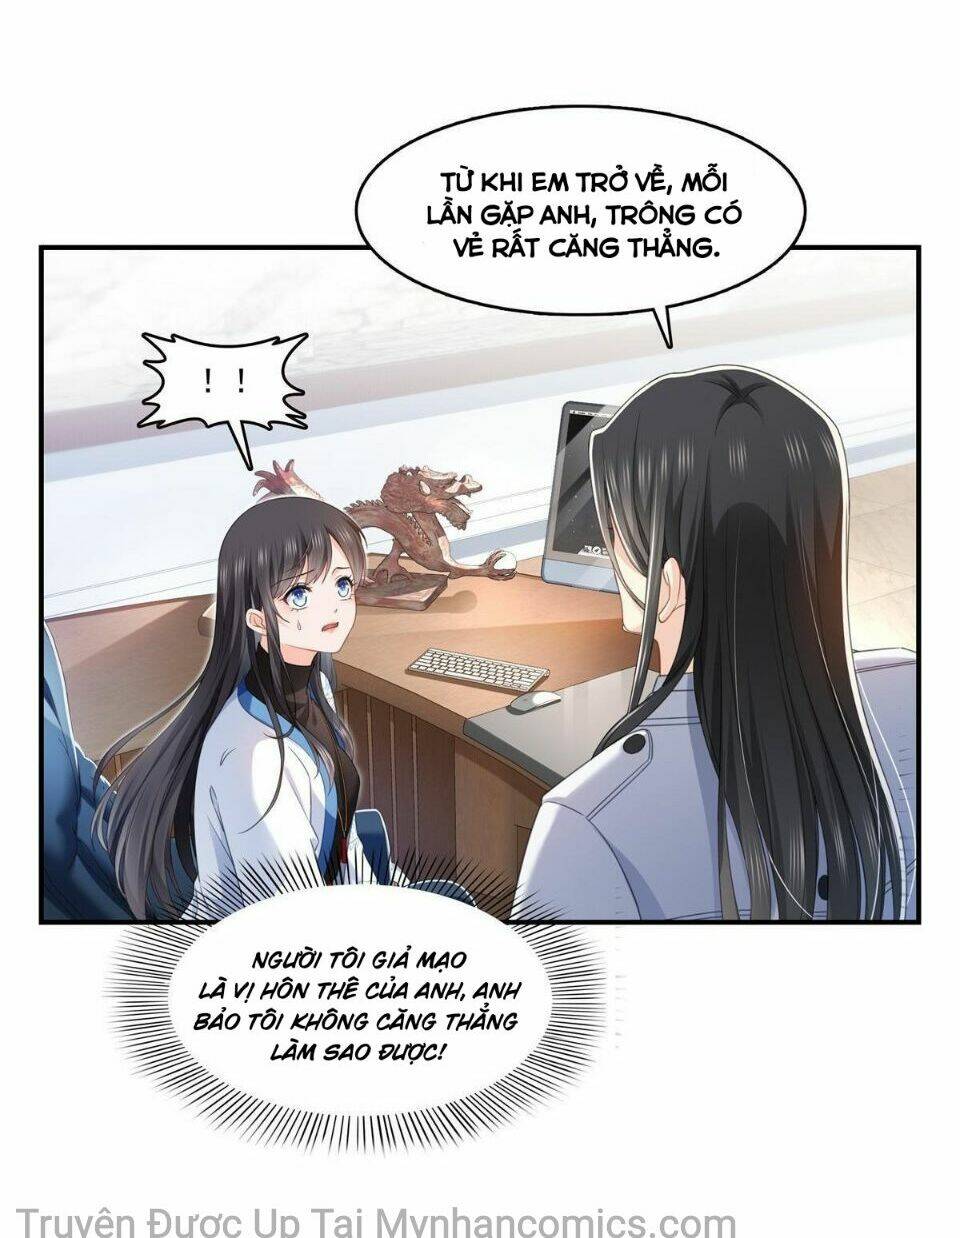 TỪ KHI EM TRỞ VỀ, MỖI
LẦN GẶP ANH, TRÔNG CÓ
VẺ RẤT CĂNG THẲNG.
! !
NGƯỜI TÔI GIẢ MẠO
LÀ VỊ HÔN THÊ CỦA ANH, ANH
BẢO TÔI KHÔNG CĂNG THẲNG
LÀM SAO ĐƯỢC!
Truyện Được Up Tại Mynhancomics.com